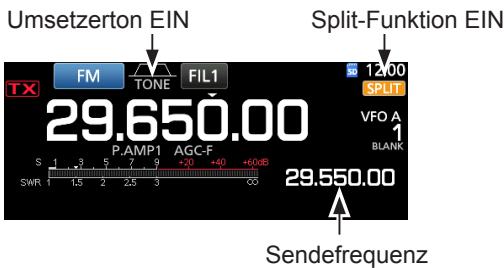 Umsetzerton EIN Split-Funktion EIN
FM TONE FIL1 SD 12:00
TX SPLIT
29.650.00 VFO A
1
P.AMP1 AGC-F BLANK
S 1 3 5 7 9 +20 +40 +60dB
SWR 1 1.5 2 2.5 3 ∞ 29.550.00
Sendefrequenz